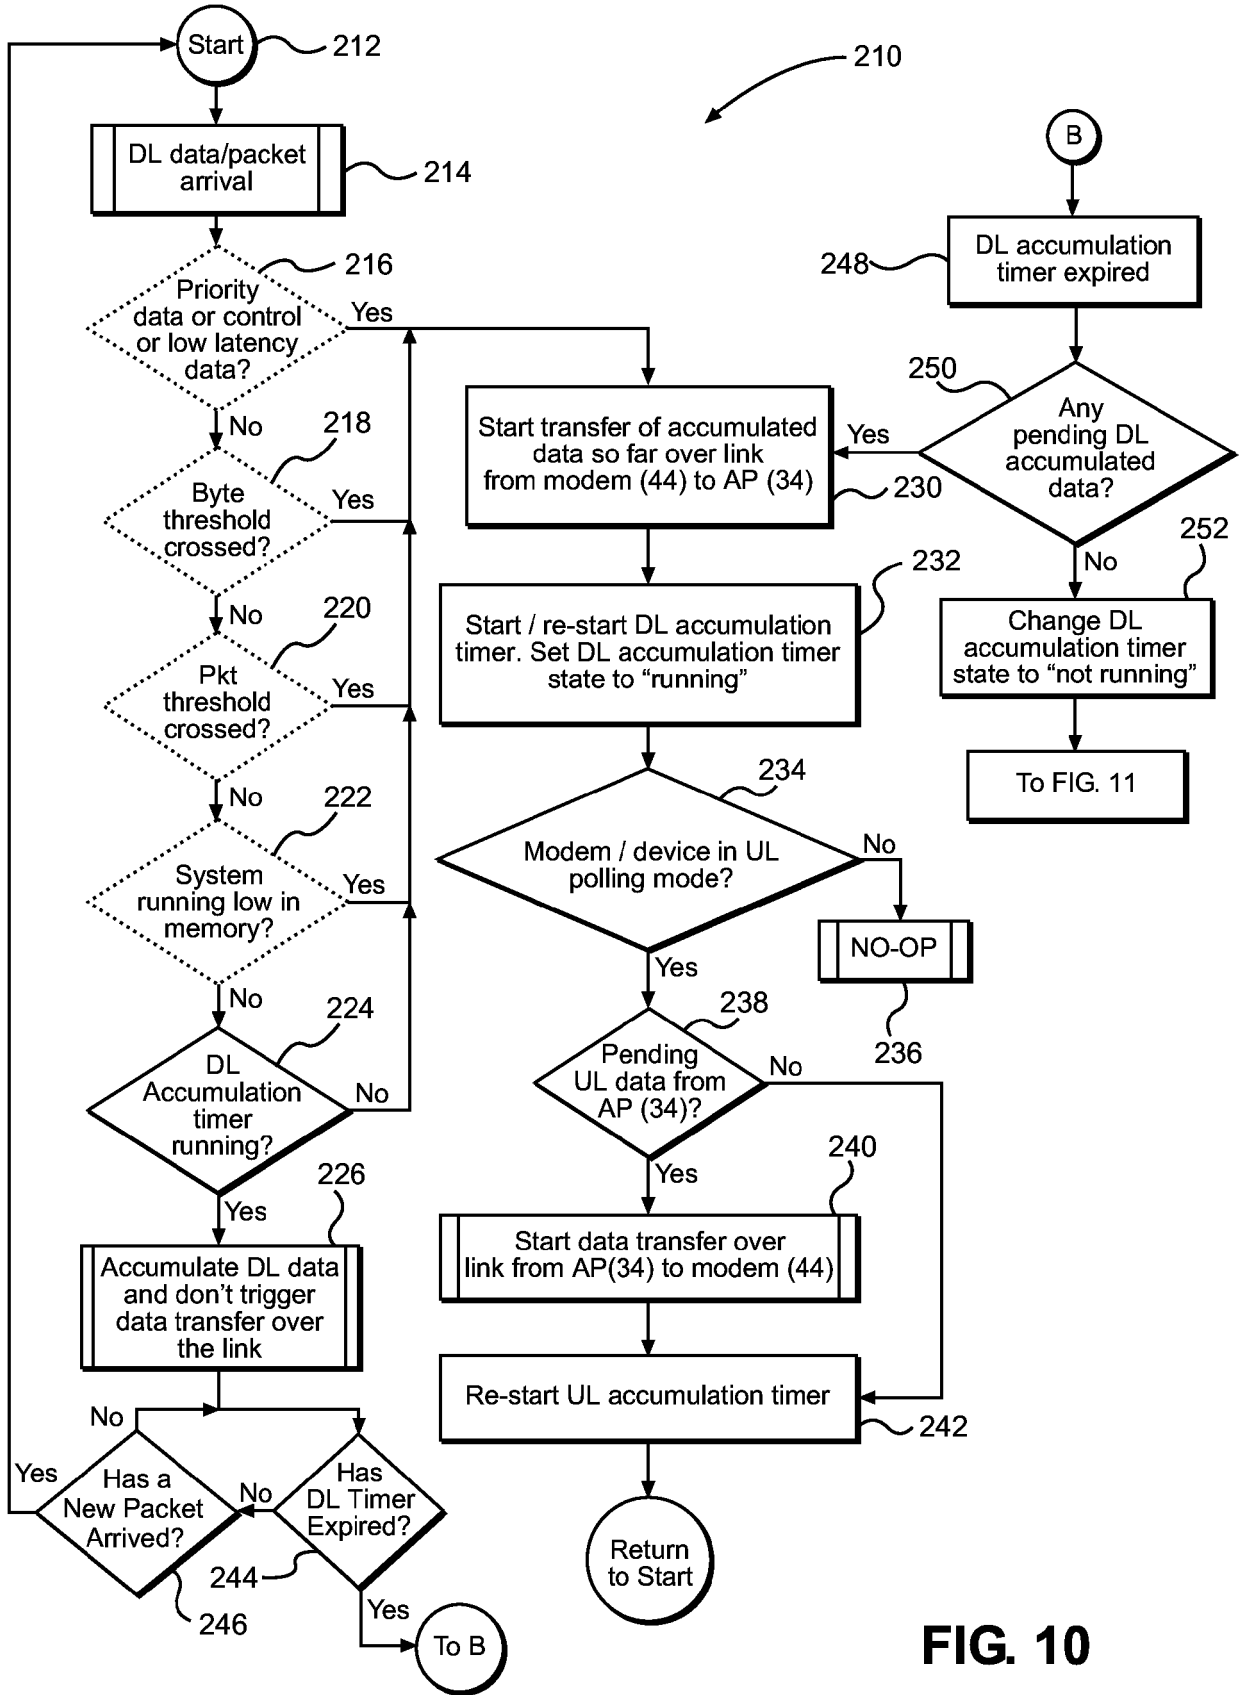 Start
212
210
DL data/packet
arrival
214
216
Priority
data or control
or low latency
data?
Yes
No
218
Byte
threshold
crossed?
Yes
No
220
Pkt
threshold
crossed?
Yes
No
222
System
running low in
memory?
Yes
No
224
DL
Accumulation
timer
running?
No
Yes
226
Accumulate DL data
and don't trigger
data transfer over
the link
No
Yes
Has a
New Packet
Arrived?
246
No
Has
DL Timer
Expired?
244
Yes
To B
Start transfer of accumulated
data so far over link
from modem (44) to AP (34)
230
232
Start / re-start DL accumulation
timer. Set DL accumulation timer
state to “running”
234
Modem / device in UL
polling mode?
No
NO-OP
236
Yes
238
Pending
UL data from
AP (34)?
No
Yes
240
Start data transfer over
link from AP(34) to modem (44)
Re-start UL accumulation timer
242
Return
to Start
B
248
DL accumulation
timer expired
250
Any
pending DL
accumulated
data?
Yes
No
252
Change DL
accumulation timer
state to “not running”
To FIG. 11
FIG. 10